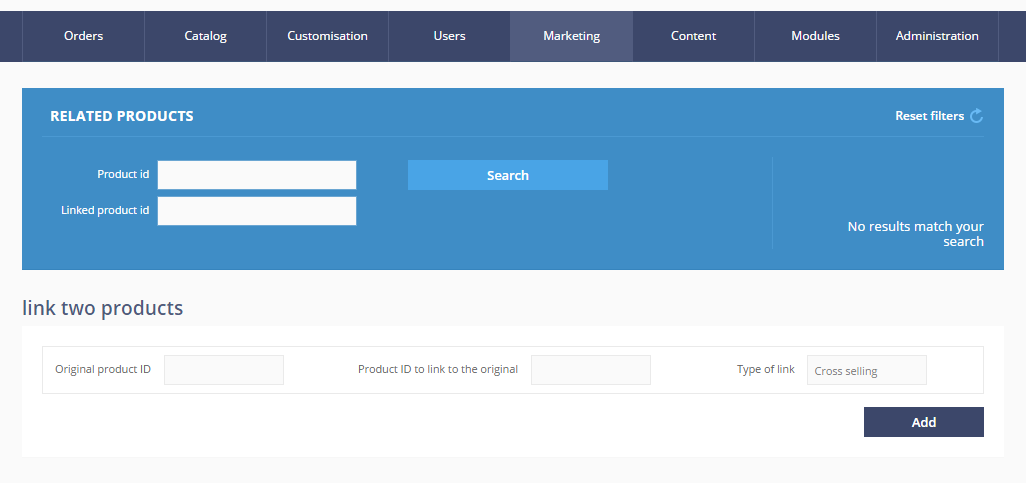 Orders Catalog Customisation Users Marketing Content Modules Administration
RELATED PRODUCTS Reset filters
Product id Search
Linked product id
No results match your
search
link two products
Original product ID Product ID to link to the original Type of link Cross selling
Add